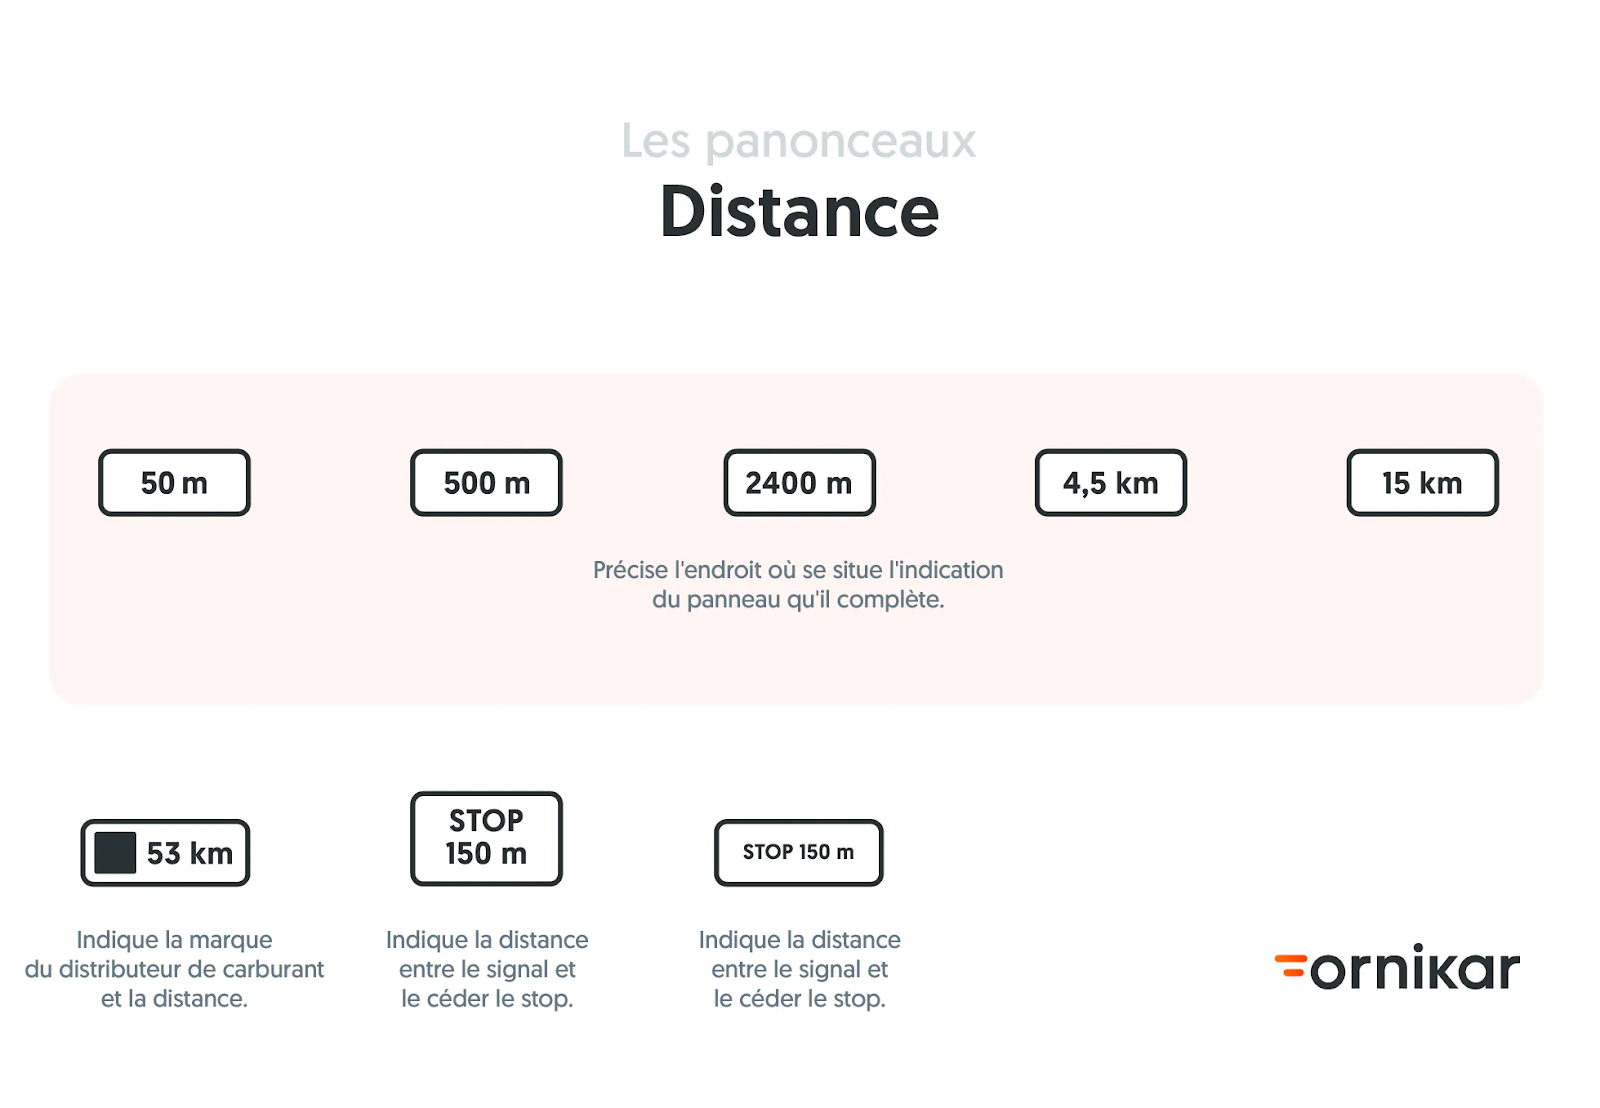 Les panonceaux
Distance
50 m
500 m
2400 m
4,5 km
15 km
Précise l'endroit où se situe l'indication
du panneau qu'il complète.
53 km
Indique la marque
du distributeur de carburant
et la distance.
STOP
150 m
Indique la distance
entre le signal et
le céder le stop.
STOP 150 m
Indique la distance
entre le signal et
le céder le stop.
ornikar